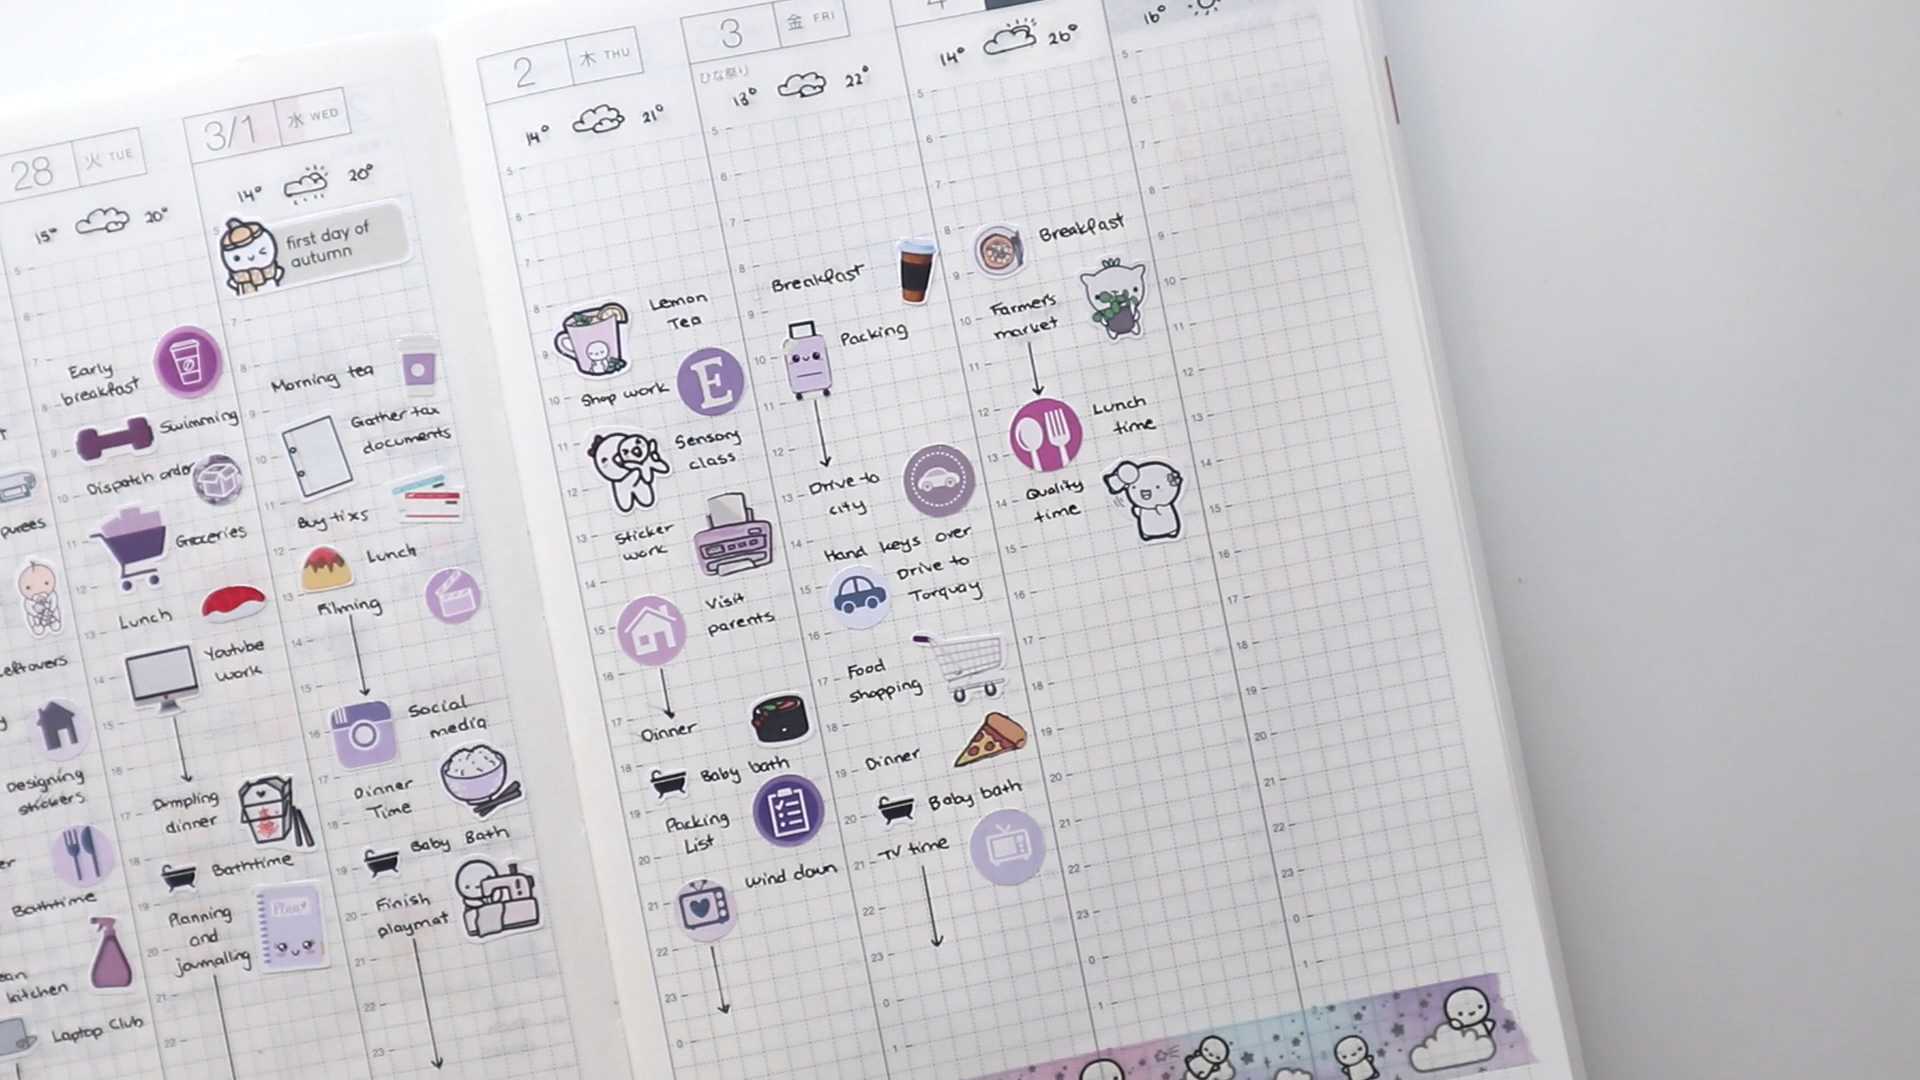 28 火 TUE
15° 20°
Early
breakfast
Swimming
Dispatch order
Groceries
Lunch
Youtube
work
Dumpling
dinner
Bathtime
Planning
and
journalling
Plan
purees
Leftovers
Designing
stickers
Bathtime
kitchen
Laptop Club
3/1 水 WED
14° 20°
first day of
autumn
Morning tea
Gather tax
documents
Buy tixs
Lunch
Filming
Social
media
Dinner
Time
Baby Bath
Finish
playmat
2 木 THU
14° 21°
Lemon
Tea
Shop work
E
Sensory
class
Sticker
work
Visit
parents
Dinner
Baby bath
Packing
List
Wind down
3 金 FRI
ひな祭り
13° 22°
Breakfast
Packing
Drive to
city
Hand keys over
Drive to
Torquay
Food
shopping
Dinner
Baby bath
TV time
4
14° 26°
Breakfast
Farmer's
market
Lunch
time
Quality
time
16°